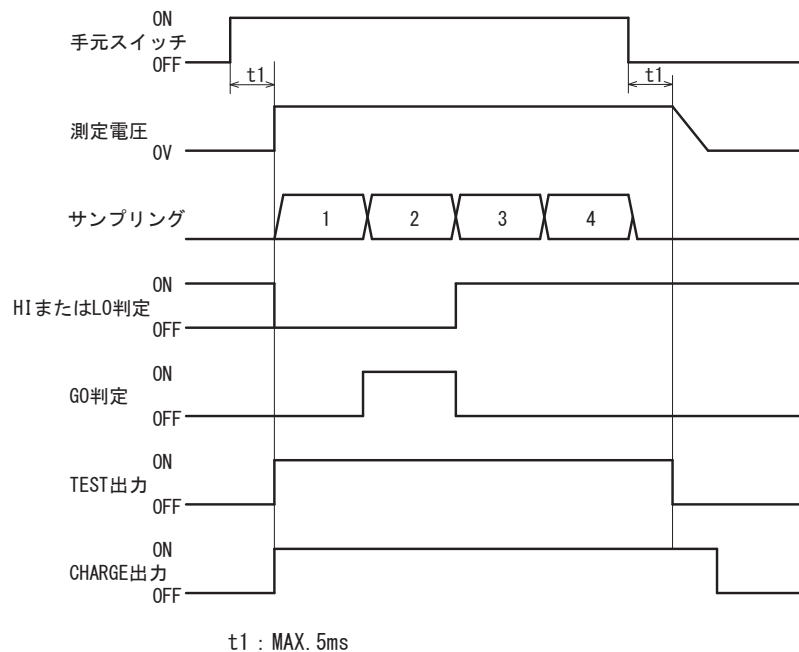 ON
手元スイッチ
OFF
t1
t1
測定電圧
0V
サンプリング
1 2 3 4
ON
HIまたはLO判定
OFF
ON
GO判定
OFF
ON
TEST出力
OFF
ON
CHARGE出力
OFF
t1 : MAX.5ms